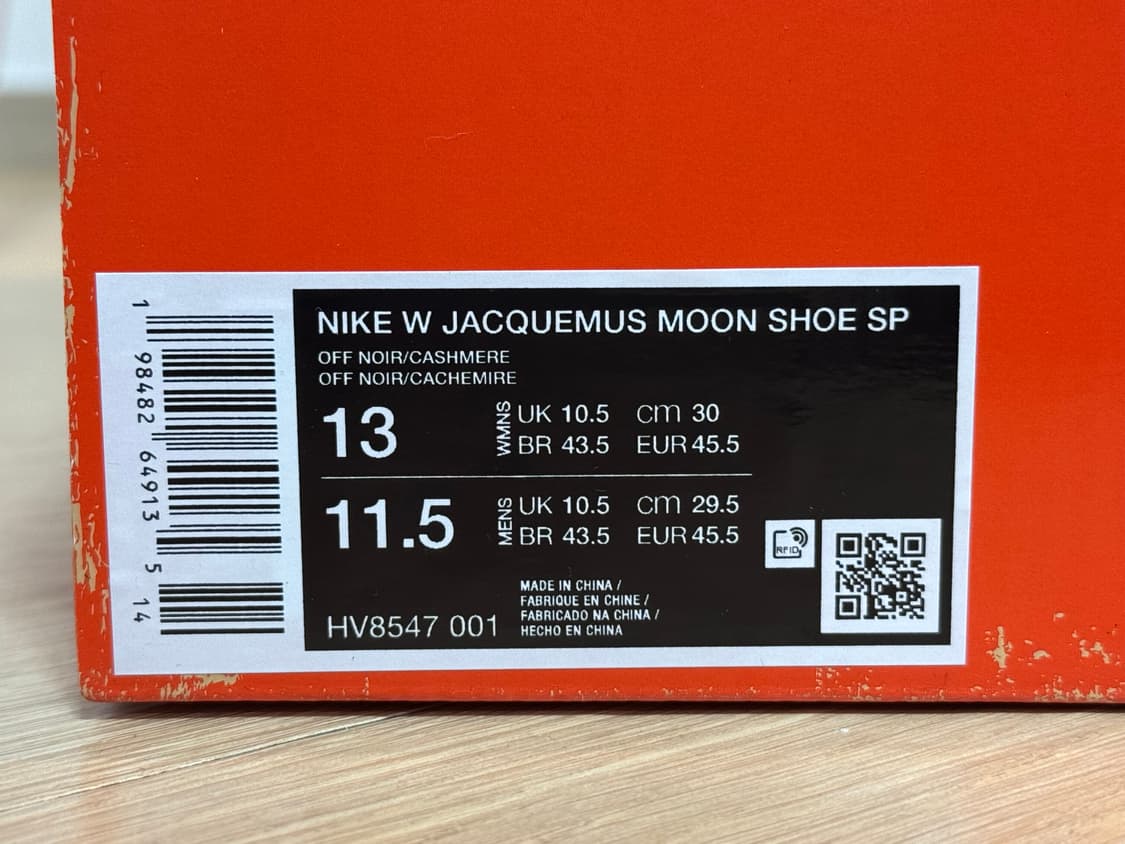 NIKE W JACQUEMUS MOON SHOE SP
OFF NOIR/CASHMERE
OFF NOIR/CACHEMIRE
13
WMNS
UK 10.5 cm 30
BR 43.5 EUR 45.5
11.5
MENS
UK 10.5 cm 29.5
BR 43.5 EUR 45.5
HV8547 001
MADE IN CHINA /
FABRIQUE EN CHINE /
FABRICADO NA CHINA /
HECHO EN CHINA
RFID
1 98482 64913 5 14